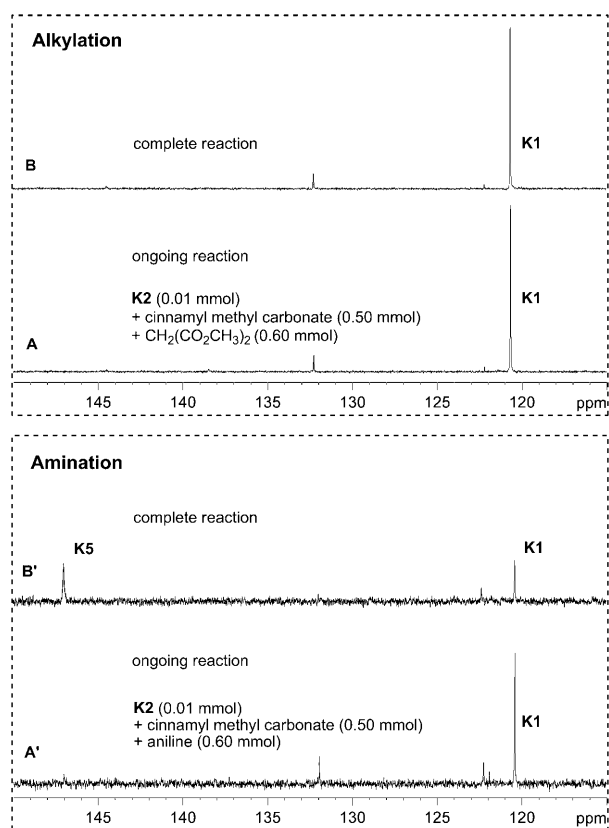 Alkylation
complete reaction
K1
B
ongoing reaction
K2 (0.01 mmol)
+ cinnamyl methyl carbonate (0.50 mmol)
+ CH₂(CO₂CH₃)₂ (0.60 mmol)
K1
A
145 140 135 130 125 120 ppm
Amination
complete reaction
K5 K1
B'
ongoing reaction
K2 (0.01 mmol)
+ cinnamyl methyl carbonate (0.50 mmol)
+ aniline (0.60 mmol)
K1
A'
145 140 135 130 125 120 ppm